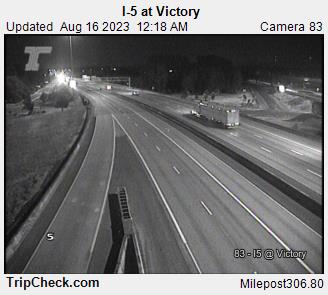 I-5 at Victory
Updated Aug 16 2023 12:18 AM Camera 83
T
S
83 - I5 @ Victory
TripCheck.com Milepost306.80